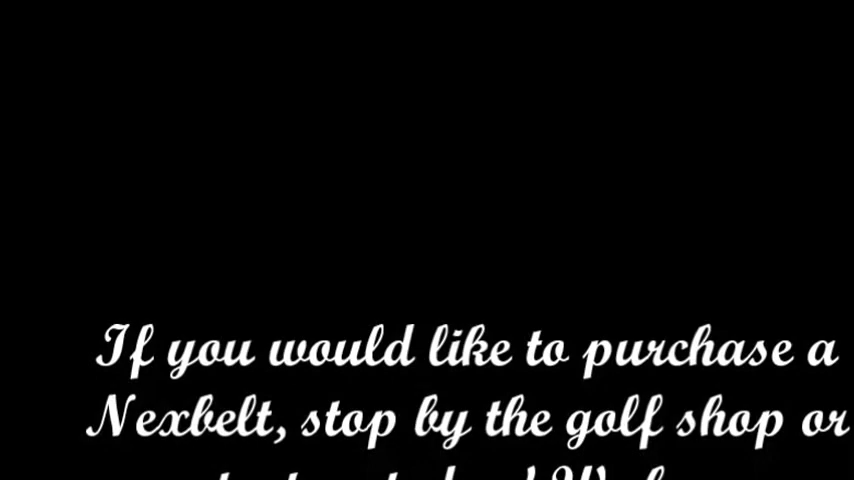 If you would like to purchase a
Nexbelt, stop by the golf shop or